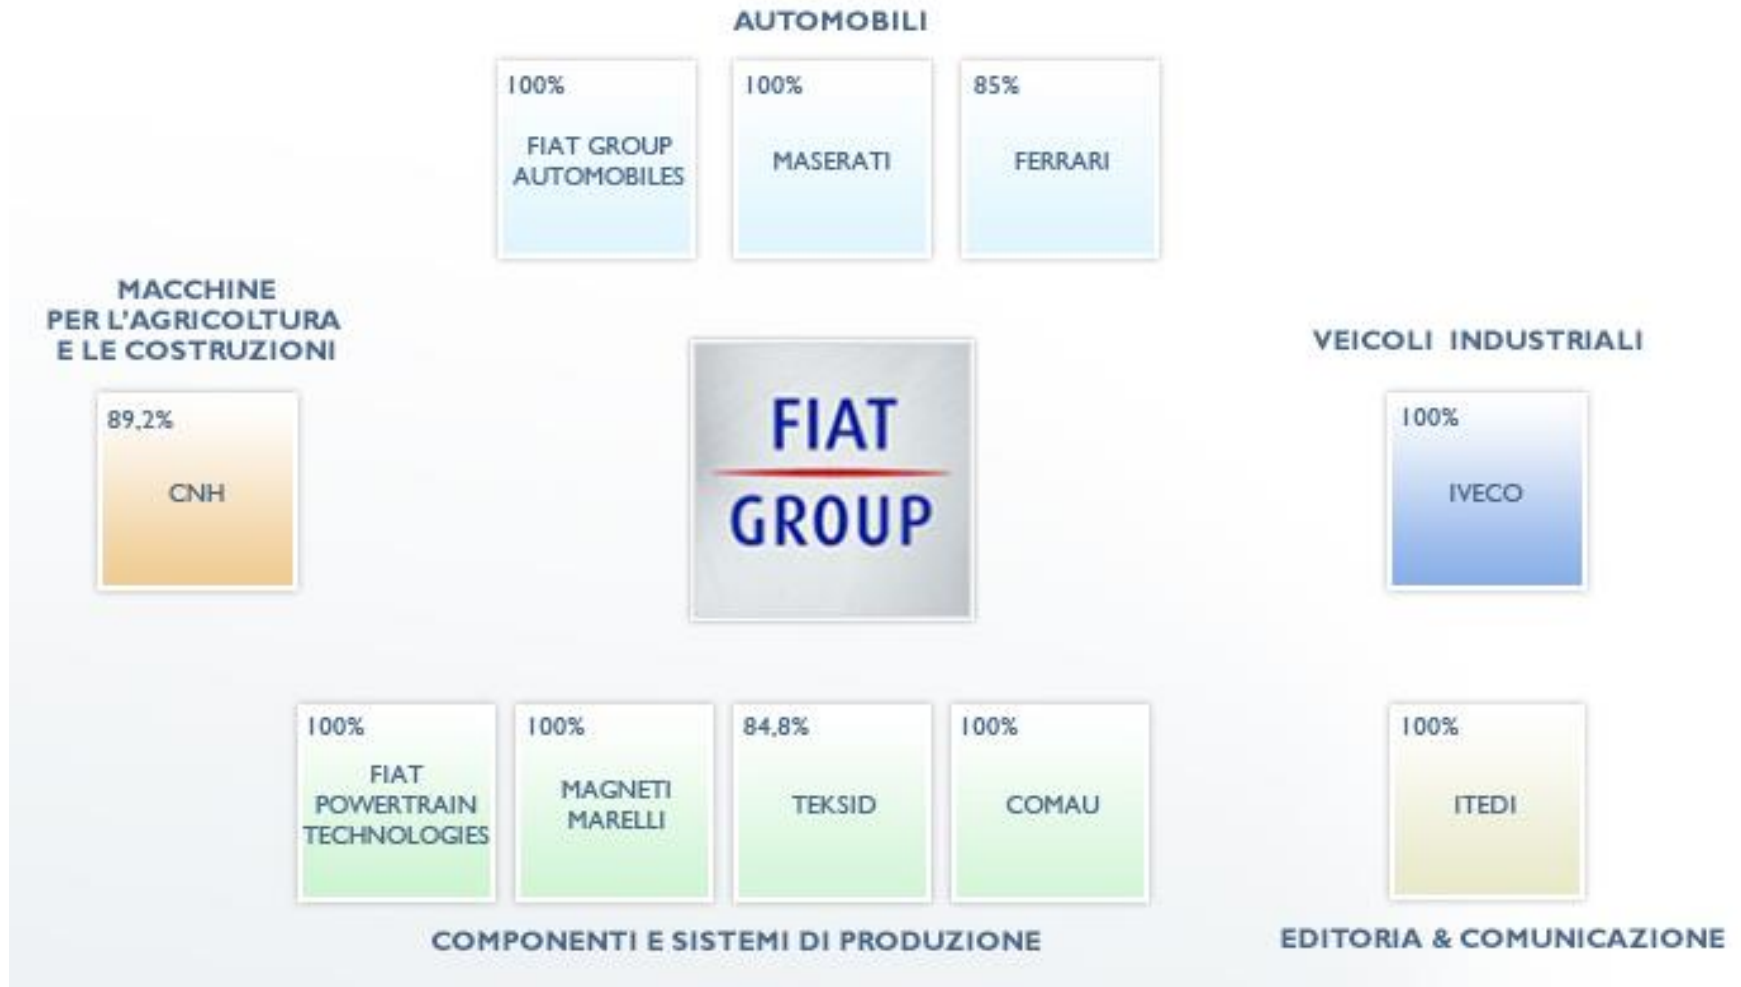 AUTOMOBILI
100%
FIAT GROUP
AUTOMOBILES
100%
MASERATI
85%
FERRARI
MACCHINE
PER L'AGRICOLTURA
E LE COSTRUZIONI
89,2%
CNH
FIAT
GROUP
VEICOLI INDUSTRIALI
100%
IVECO
100%
FIAT
POWERTRAIN
TECHNOLOGIES
100%
MAGNETI
MARELLI
84,8%
TEKSID
100%
COMAU
COMPONENTI E SISTEMI DI PRODUZIONE
100%
ITEDI
EDITORIA & COMUNICAZIONE